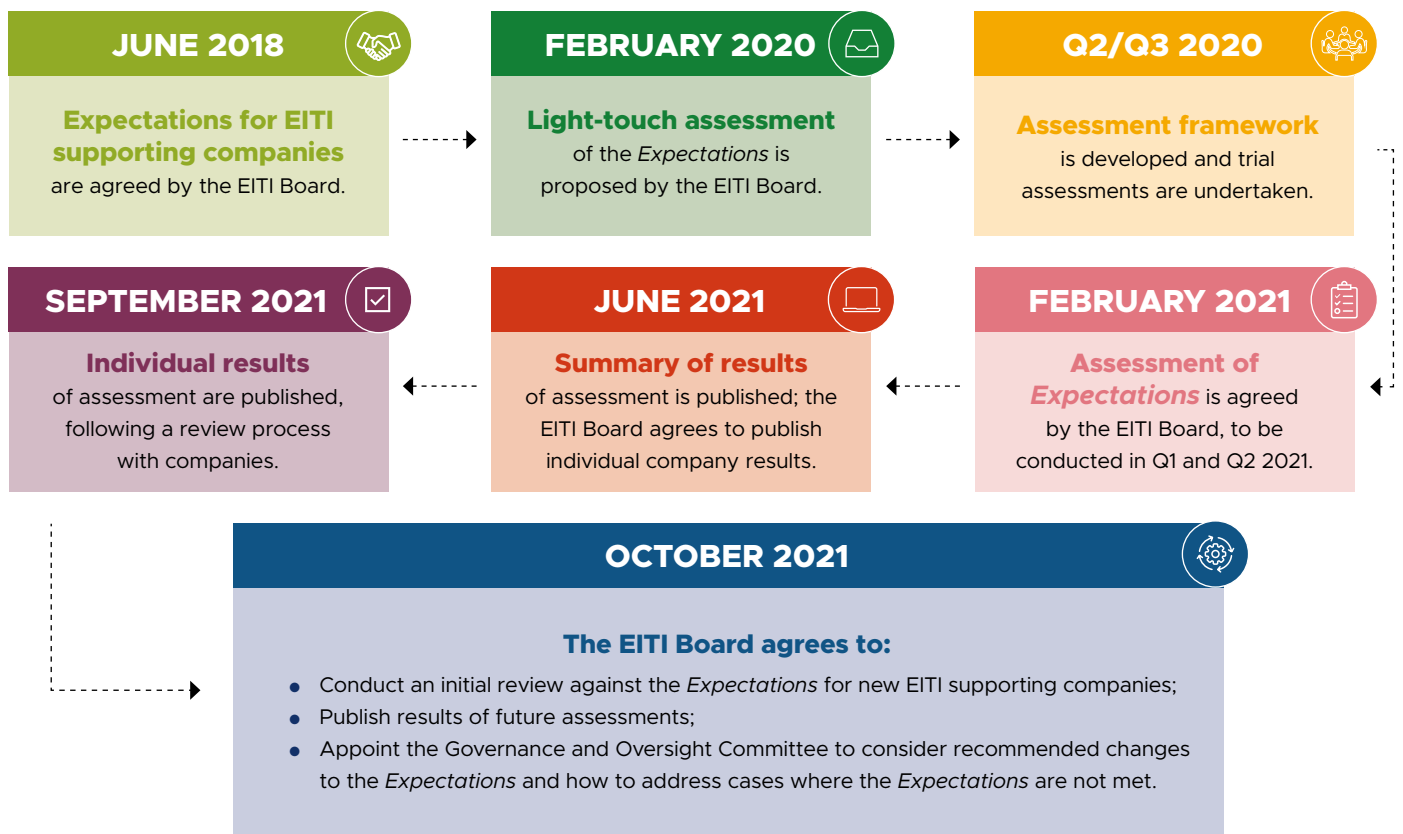 JUNE 2018
Expectations for EITI
supporting companies
are agreed by the EITI Board.
FEBRUARY 2020
Light-touch assessment
of the Expectations is
proposed by the EITI Board.
Q2/Q3 2020
Assessment framework
is developed and trial
assessments are undertaken.
FEBRUARY 2021
Assessment of
Expectations is agreed
by the EITI Board, to be
conducted in Q1 and Q2 2021.
JUNE 2021
Summary of results
of assessment is published; the
EITI Board agrees to publish
individual company results.
SEPTEMBER 2021
Individual results
of assessment are published,
following a review process
with companies.
OCTOBER 2021
The EITI Board agrees to:
• Conduct an initial review against the Expectations for new EITI supporting companies;
• Publish results of future assessments;
• Appoint the Governance and Oversight Committee to consider recommended changes
to the Expectations and how to address cases where the Expectations are not met.